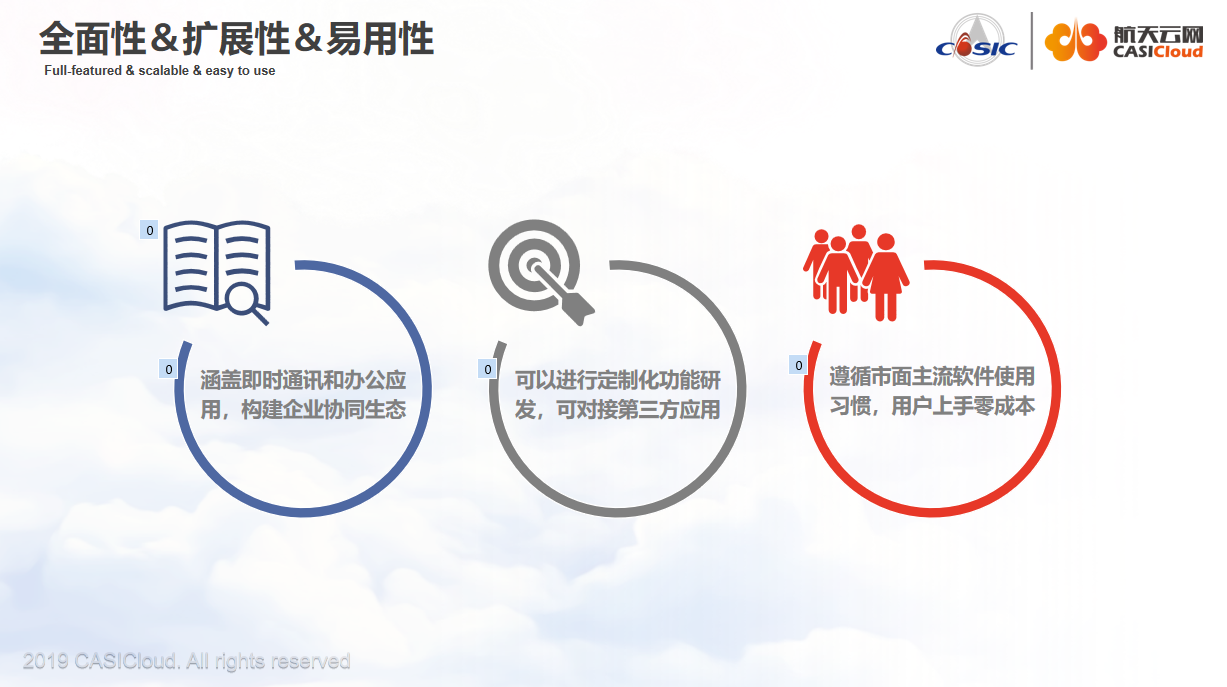 全面性＆扩展性＆易用性
Full-featured & scalable & easy to use
CASIC
航天云网
CASICloud
0
0
涵盖即时通讯和办公应
用，构建企业协同生态
0
可以进行定制化功能研
发，可对接第三方应用
0
遵循市面主流软件使用
习惯，用户上手零成本
2019 CASICloud. All rights reserved